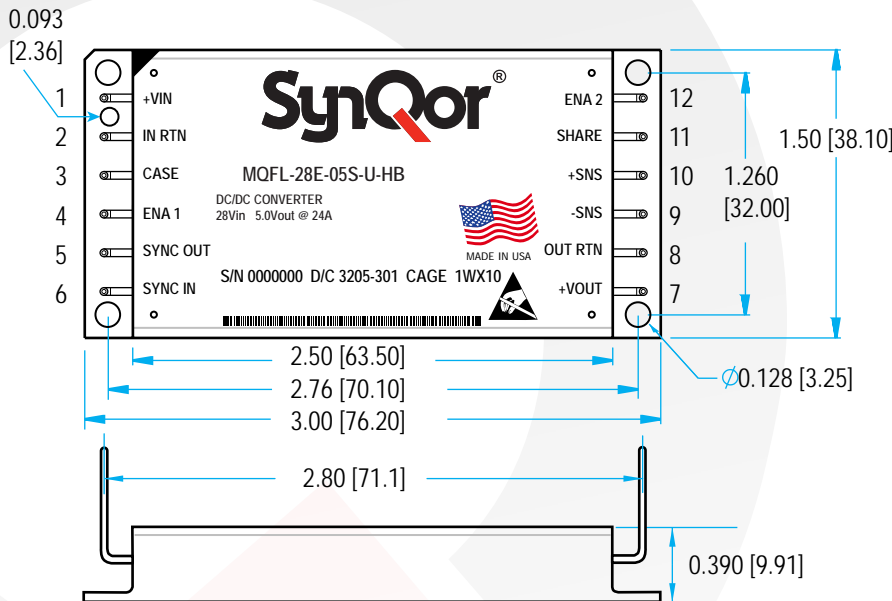 0.093
[2.36]
SynQor®
1 +VIN
2 IN RTN
3 CASE
4 ENA 1
5 SYNC OUT
6 SYNC IN
ENA 2 12
SHARE 11
+SNS 10
-SNS 9
OUT RTN 8
+VOUT 7
MQFL-28E-05S-U-HB
DC/DC CONVERTER
28Vin 5.0Vout @ 24A
MADE IN USA
S/N 0000000 D/C 3205-301 CAGE 1WX10
1.260
[32.00]
1.50 [38.10]
2.50 [63.50]
2.76 [70.10]
3.00 [76.20]
Ø0.128 [3.25]
2.80 [71.1]
0.390 [9.91]